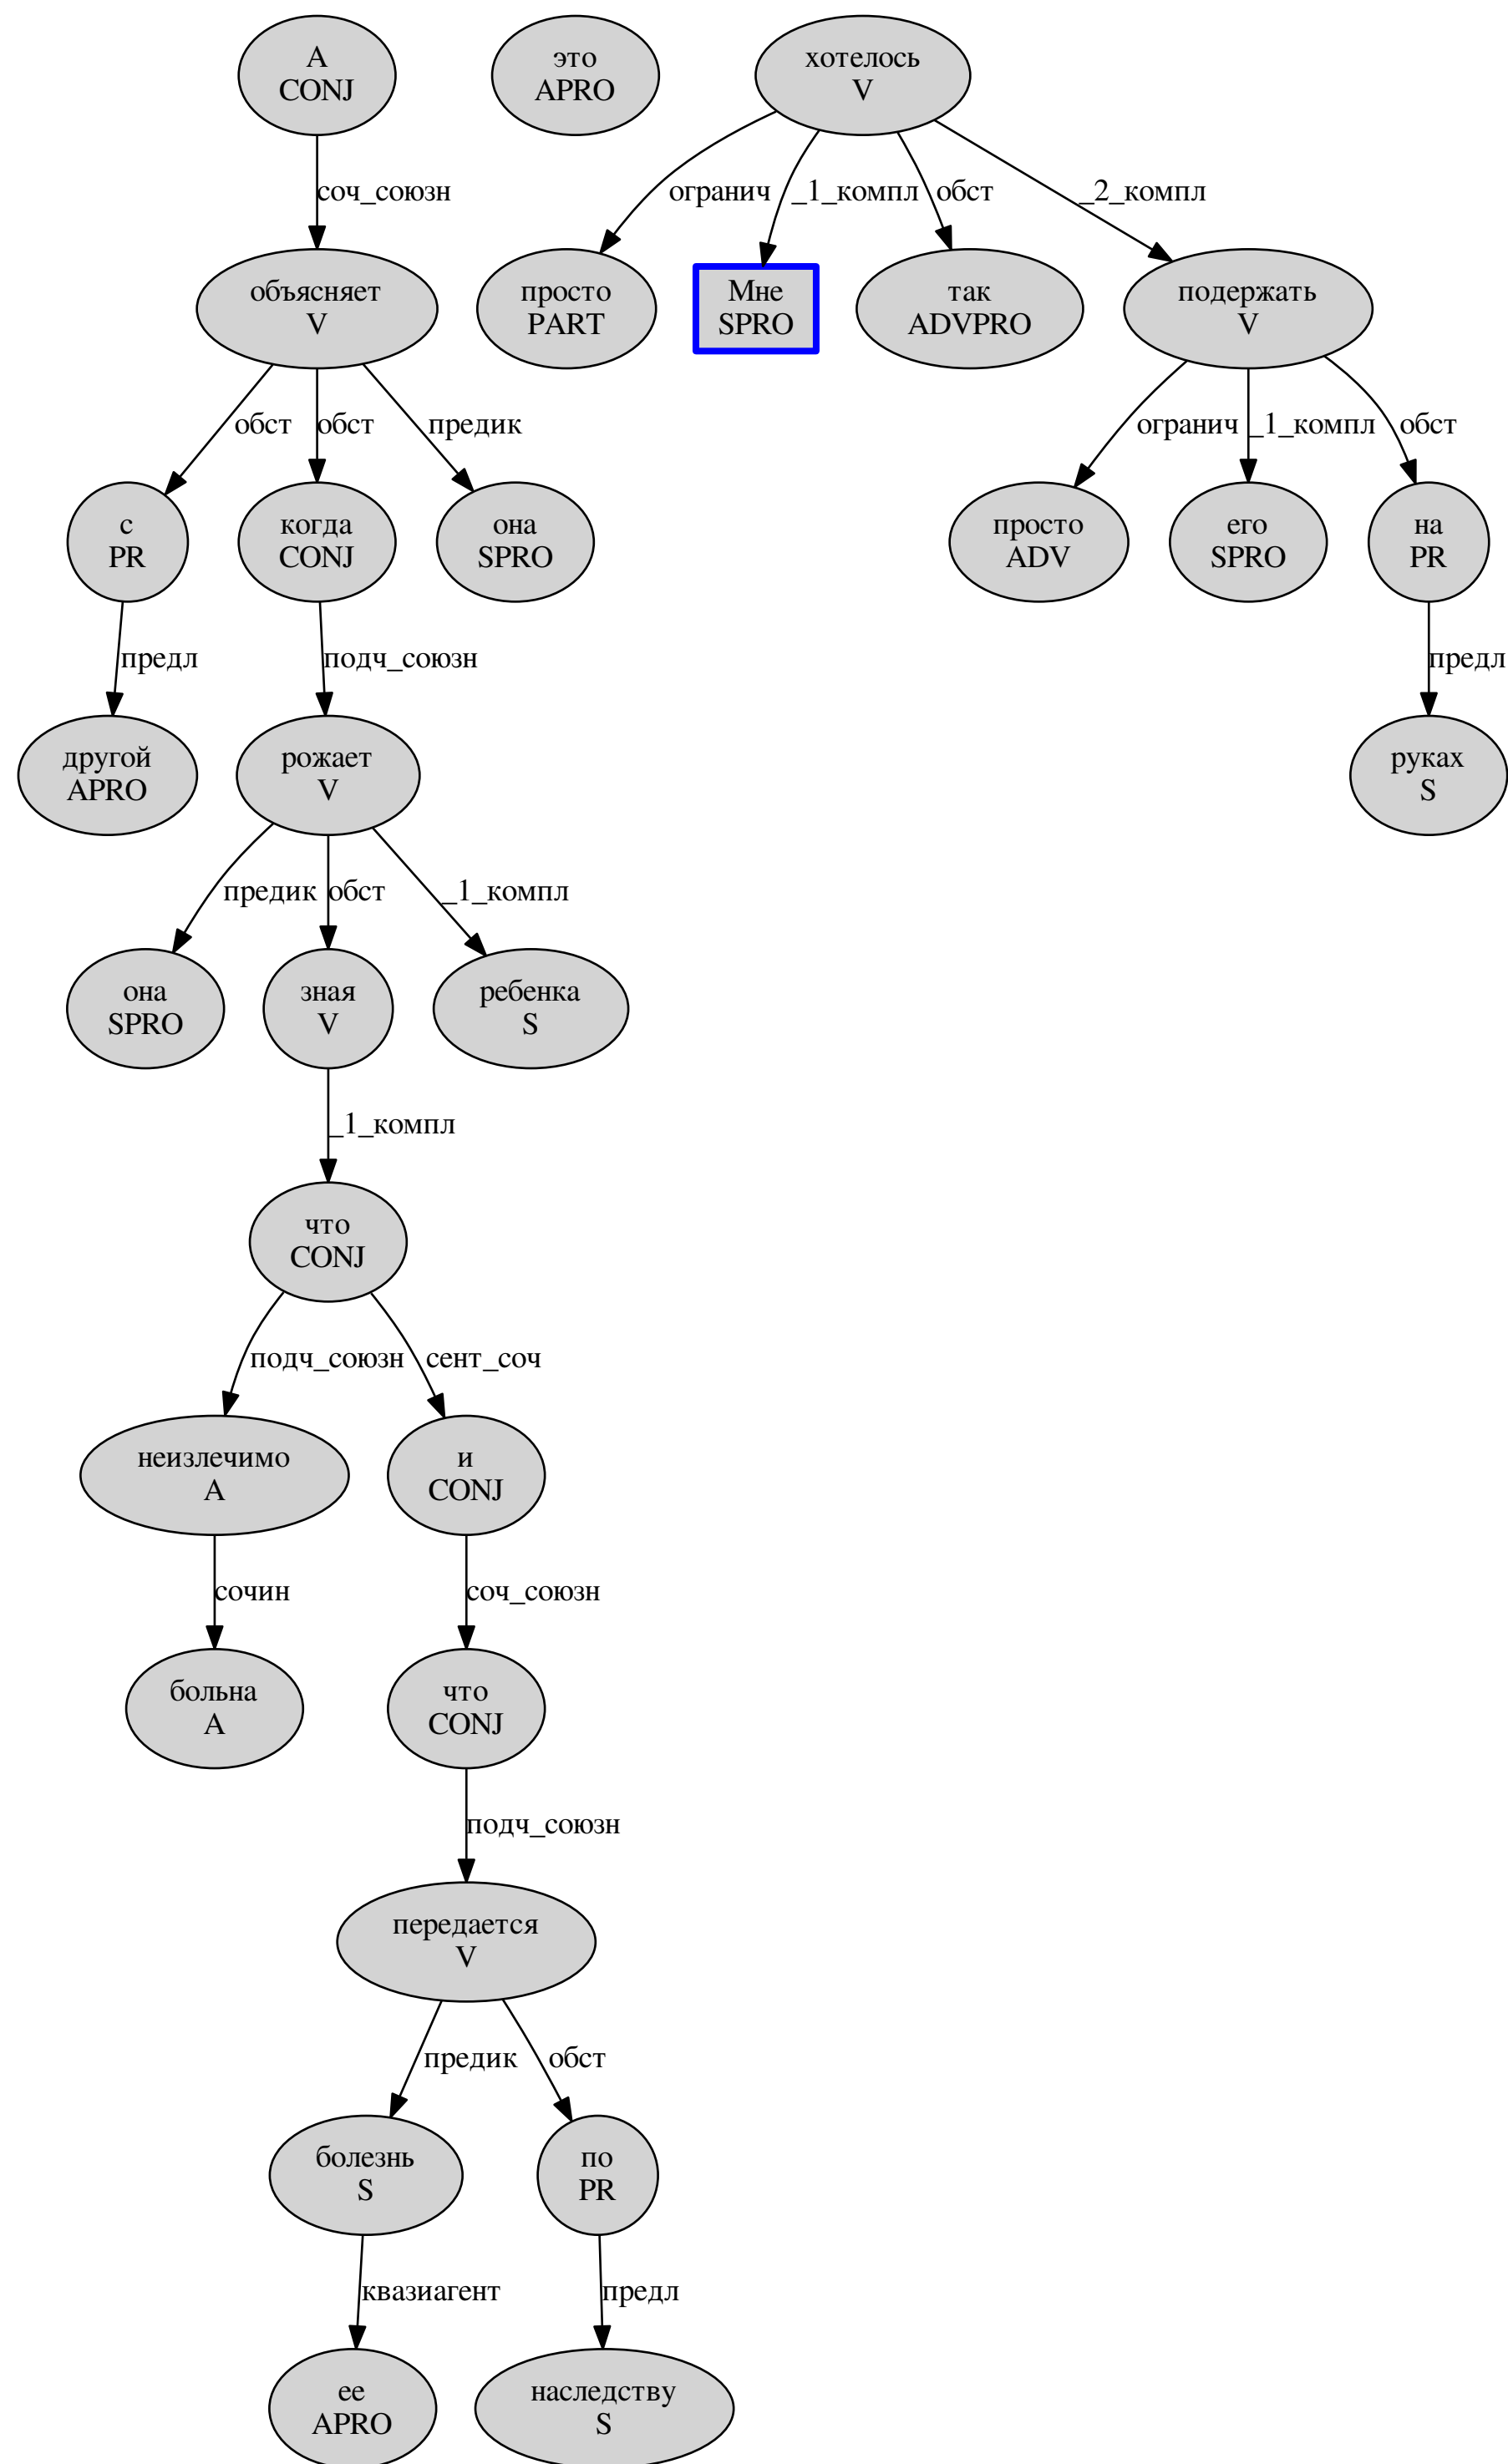 А
CONJ
это
APRO
хотелось
V
соч_союзн
огранич
_1_компл
обст
_2_компл
объясняет
V
просто
PART
Мне
SPRO
так
ADVPRO
подержать
V
обст
обст
предик
огранич
_1_компл
обст
с
PR
когда
CONJ
она
SPRO
просто
ADV
его
SPRO
на
PR
предл
подч_союзн
предл
другой
APRO
рожает
V
руках
S
предик
обст
_1_компл
она
SPRO
зная
V
ребенка
S
_1_компл
что
CONJ
подч_союзн
сент_соч
неизлечимо
A
и
CONJ
сочин
соч_союзн
больна
A
что
CONJ
подч_союзн
передается
V
предик
обст
болезнь
S
по
PR
квазиагент
предл
ее
APRO
наследству
S